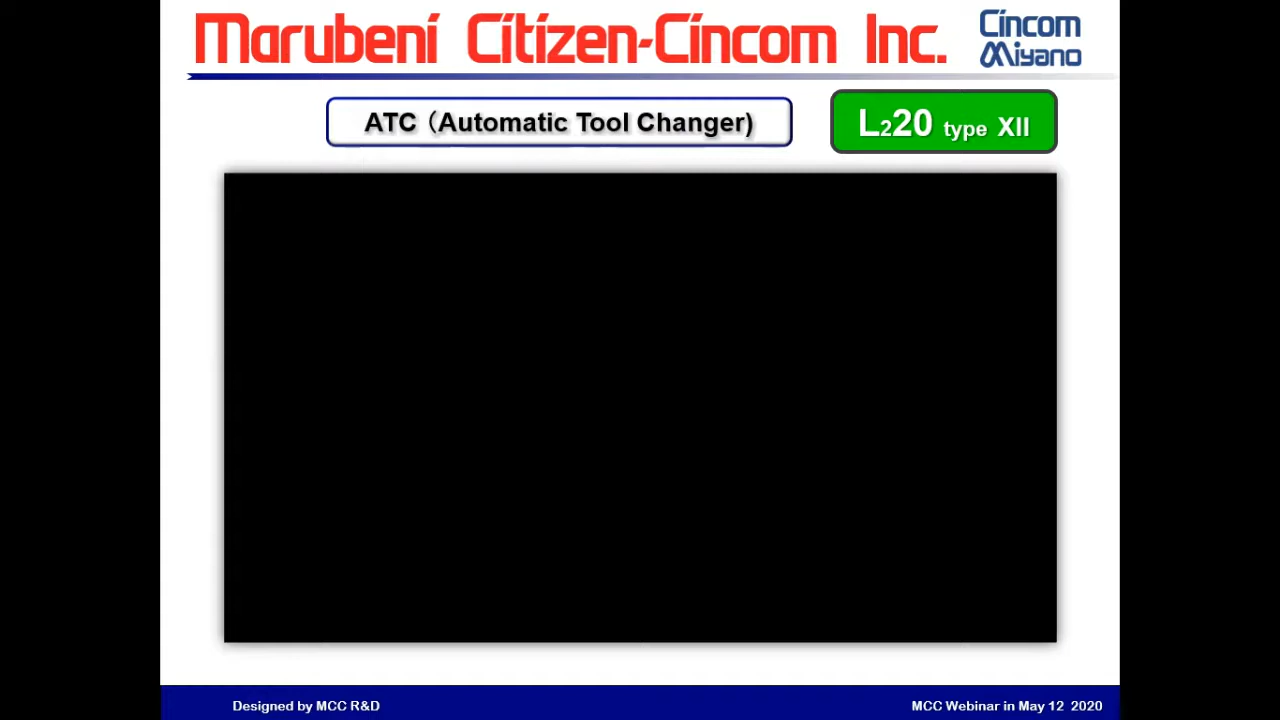 Marubeni Citizen-Cincom Inc.
Cincom
Miyano
ATC (Automatic Tool Changer)
L220 type XII
Designed by MCC R&D
MCC Webinar in May 12 2020